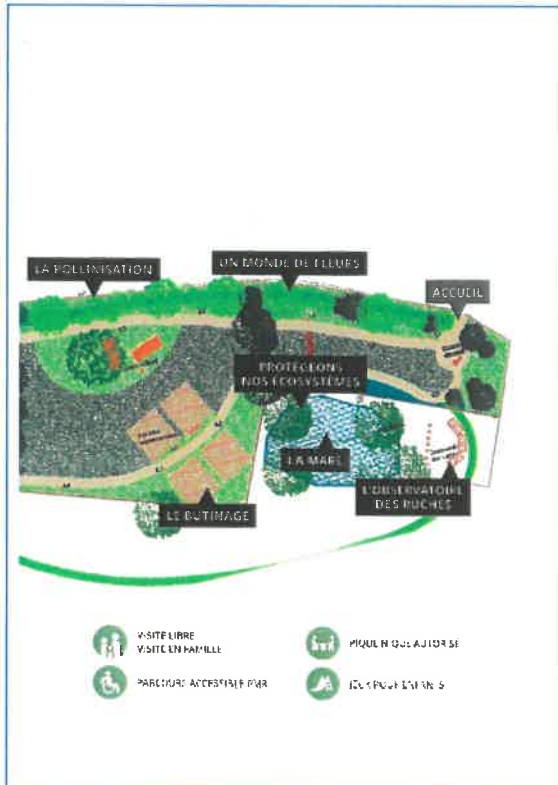 LA POLLINISATION
UN MONDE DE FLEURS
ACCUEIL
PROTÉGEONS
NOS ÉCOSYSTÈMES
LA MARE
L'OBSERVATOIRE
DES RUCHES
LE BUTINAGE
VISITE LIBRE
VISITE EN FAMILLE
PIQUE NIQUE AUTORISÉ
PARCOURS ACCESSIBLE PMR
JEUX POUR ENFANTS